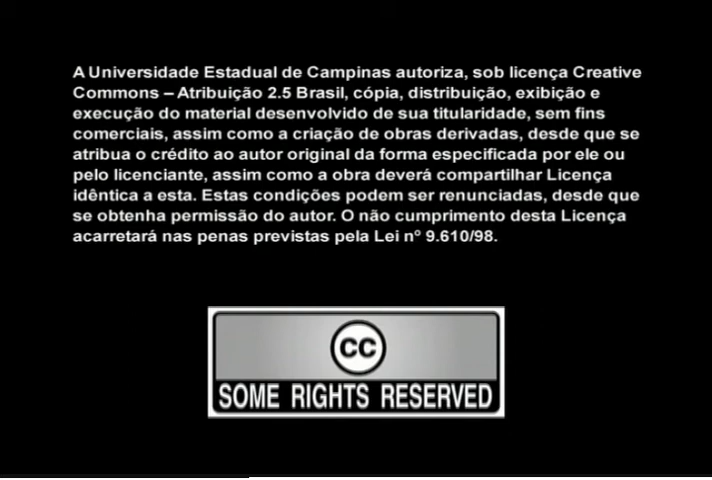 A Universidade Estadual de Campinas autoriza, sob licença Creative
Commons – Atribuição 2.5 Brasil, cópia, distribuição, exibição e
execução do material desenvolvido de sua titularidade, sem fins
comerciais, assim como a criação de obras derivadas, desde que se
atribua o crédito ao autor original da forma especificada por ele ou
pelo licenciante, assim como a obra deverá compartilhar Licença
idêntica a esta. Estas condições podem ser renunciadas, desde que
se obtenha permissão do autor. O não cumprimento desta Licença
acarretará nas penas previstas pela Lei nº 9.610/98.
cc
SOME RIGHTS RESERVED